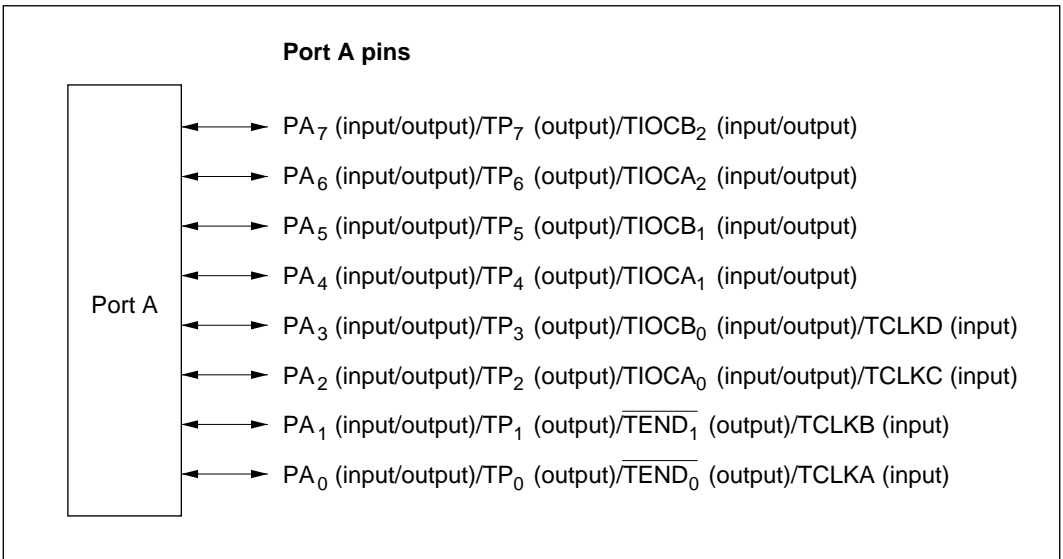 Port A pins
PA₇ (input/output)/TP₇ (output)/TIOCB₂ (input/output)
PA₆ (input/output)/TP₆ (output)/TIOCA₂ (input/output)
PA₅ (input/output)/TP₅ (output)/TIOCB₁ (input/output)
PA₄ (input/output)/TP₄ (output)/TIOCA₁ (input/output)
Port A
PA₃ (input/output)/TP₃ (output)/TIOCB₀ (input/output)/TCLKD (input)
PA₂ (input/output)/TP₂ (output)/TIOCA₀ (input/output)/TCLKC (input)
PA₁ (input/output)/TP₁ (output)/T̅E̅N̅D̅₁̅ (output)/TCLKB (input)
PA₀ (input/output)/TP₀ (output)/T̅E̅N̅D̅₀̅ (output)/TCLKA (input)